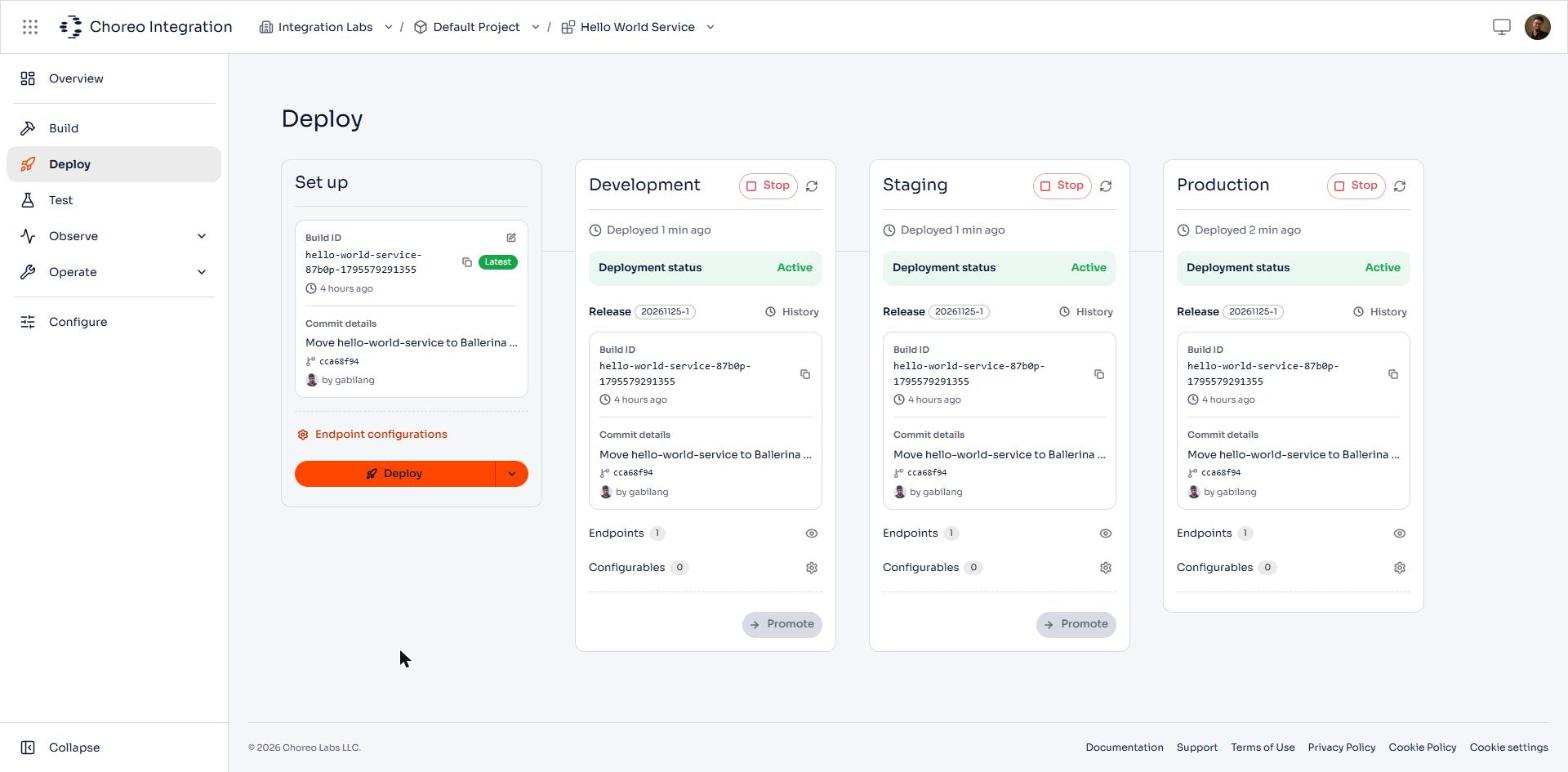 Choreo Integration
Integration Labs / Default Project / Hello World Service
Overview
Build
Deploy
Test
Observe
Operate
Configure
Collapse
Deploy
Set up
Build ID
hello-world-service-
87b0p-1795579291355
Latest
4 hours ago
Commit details
Move hello-world-service to Ballerina ...
cca68f94
by gabilang
Endpoint configurations
Deploy
Development
Stop
Deployed 1 min ago
Deployment status Active
Release 20261125-1 History
Build ID
hello-world-service-87b0p-
1795579291355
4 hours ago
Commit details
Move hello-world-service to Ballerina ...
cca68f94
by gabilang
Endpoints 1
Configurables 0
Promote
Staging
Stop
Deployed 1 min ago
Deployment status Active
Release 20261125-1 History
Build ID
hello-world-service-87b0p-
1795579291355
4 hours ago
Commit details
Move hello-world-service to Ballerina ...
cca68f94
by gabilang
Endpoints 1
Configurables 0
Promote
Production
Stop
Deployed 2 min ago
Deployment status Active
Release 20261125-1 History
Build ID
hello-world-service-87b0p-
1795579291355
4 hours ago
Commit details
Move hello-world-service to Ballerina ...
cca68f94
by gabilang
Endpoints 1
Configurables 0
© 2026 Choreo Labs LLC.
Documentation Support Terms of Use Privacy Policy Cookie Policy Cookie settings